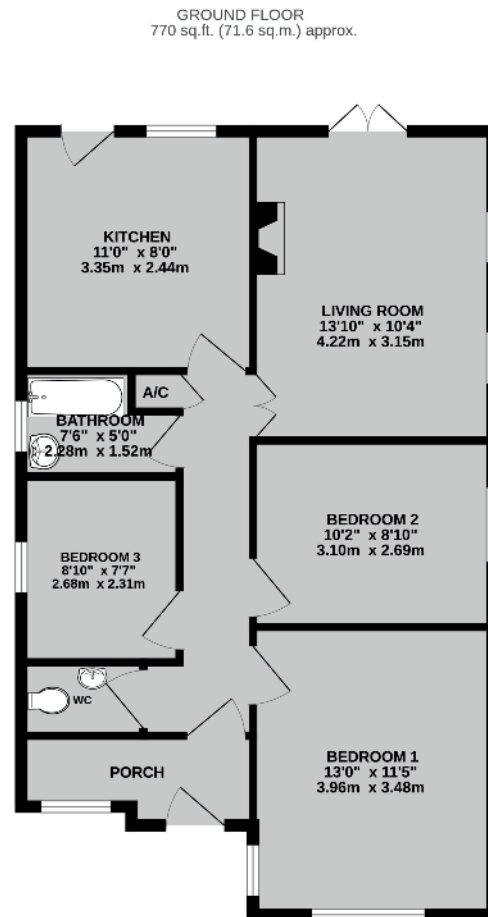 GROUND FLOOR
770 sq.ft. (71.6 sq.m.) approx.
KITCHEN
11'0" x 8'0"
3.35m x 2.44m
LIVING ROOM
13'10" x 10'4"
4.22m x 3.15m
A/C
BATHROOM
7'6" x 5'0"
2.28m x 1.52m
BEDROOM 2
10'2" x 8'10"
3.10m x 2.69m
BEDROOM 3
8'10" x 7'7"
2.68m x 2.31m
WC
PORCH
BEDROOM 1
13'0" x 11'5"
3.96m x 3.48m